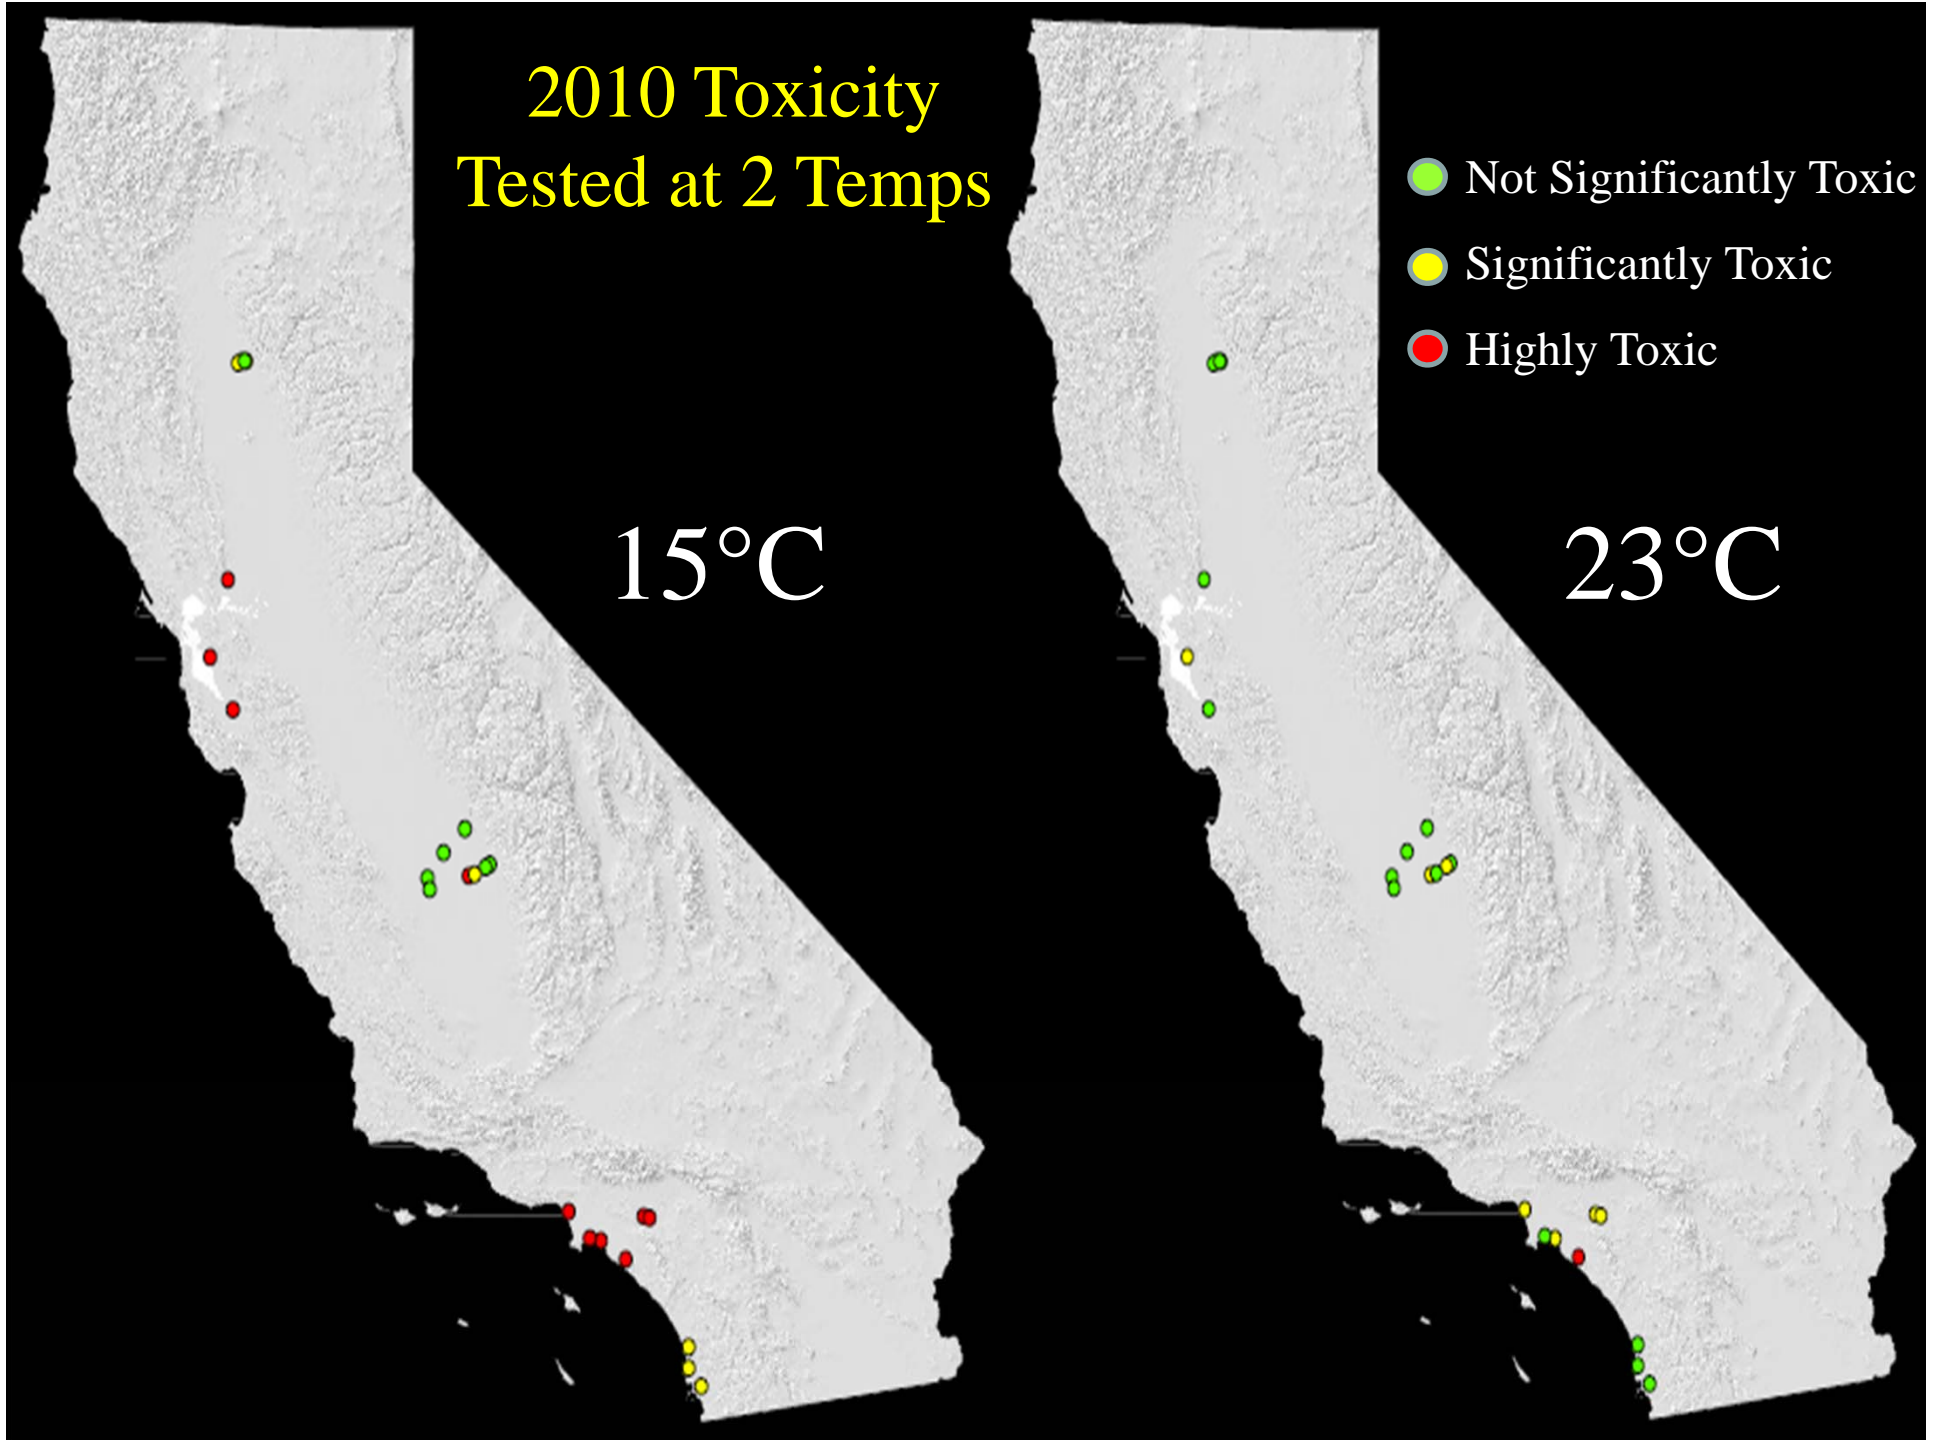 2010 Toxicity
Tested at 2 Temps
Not Significantly Toxic
Significantly Toxic
Highly Toxic
15°C
23°C